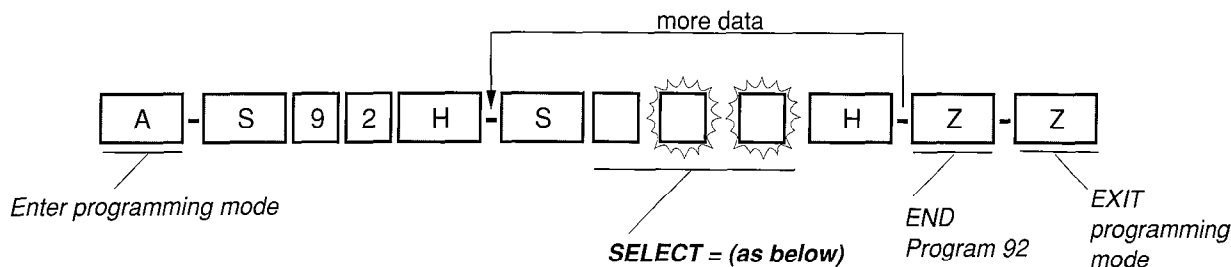 more data
A - S 9 2 H - S H - Z - Z
Enter programming mode
SELECT = (as below)
END
Program 92
EXIT
programming
mode